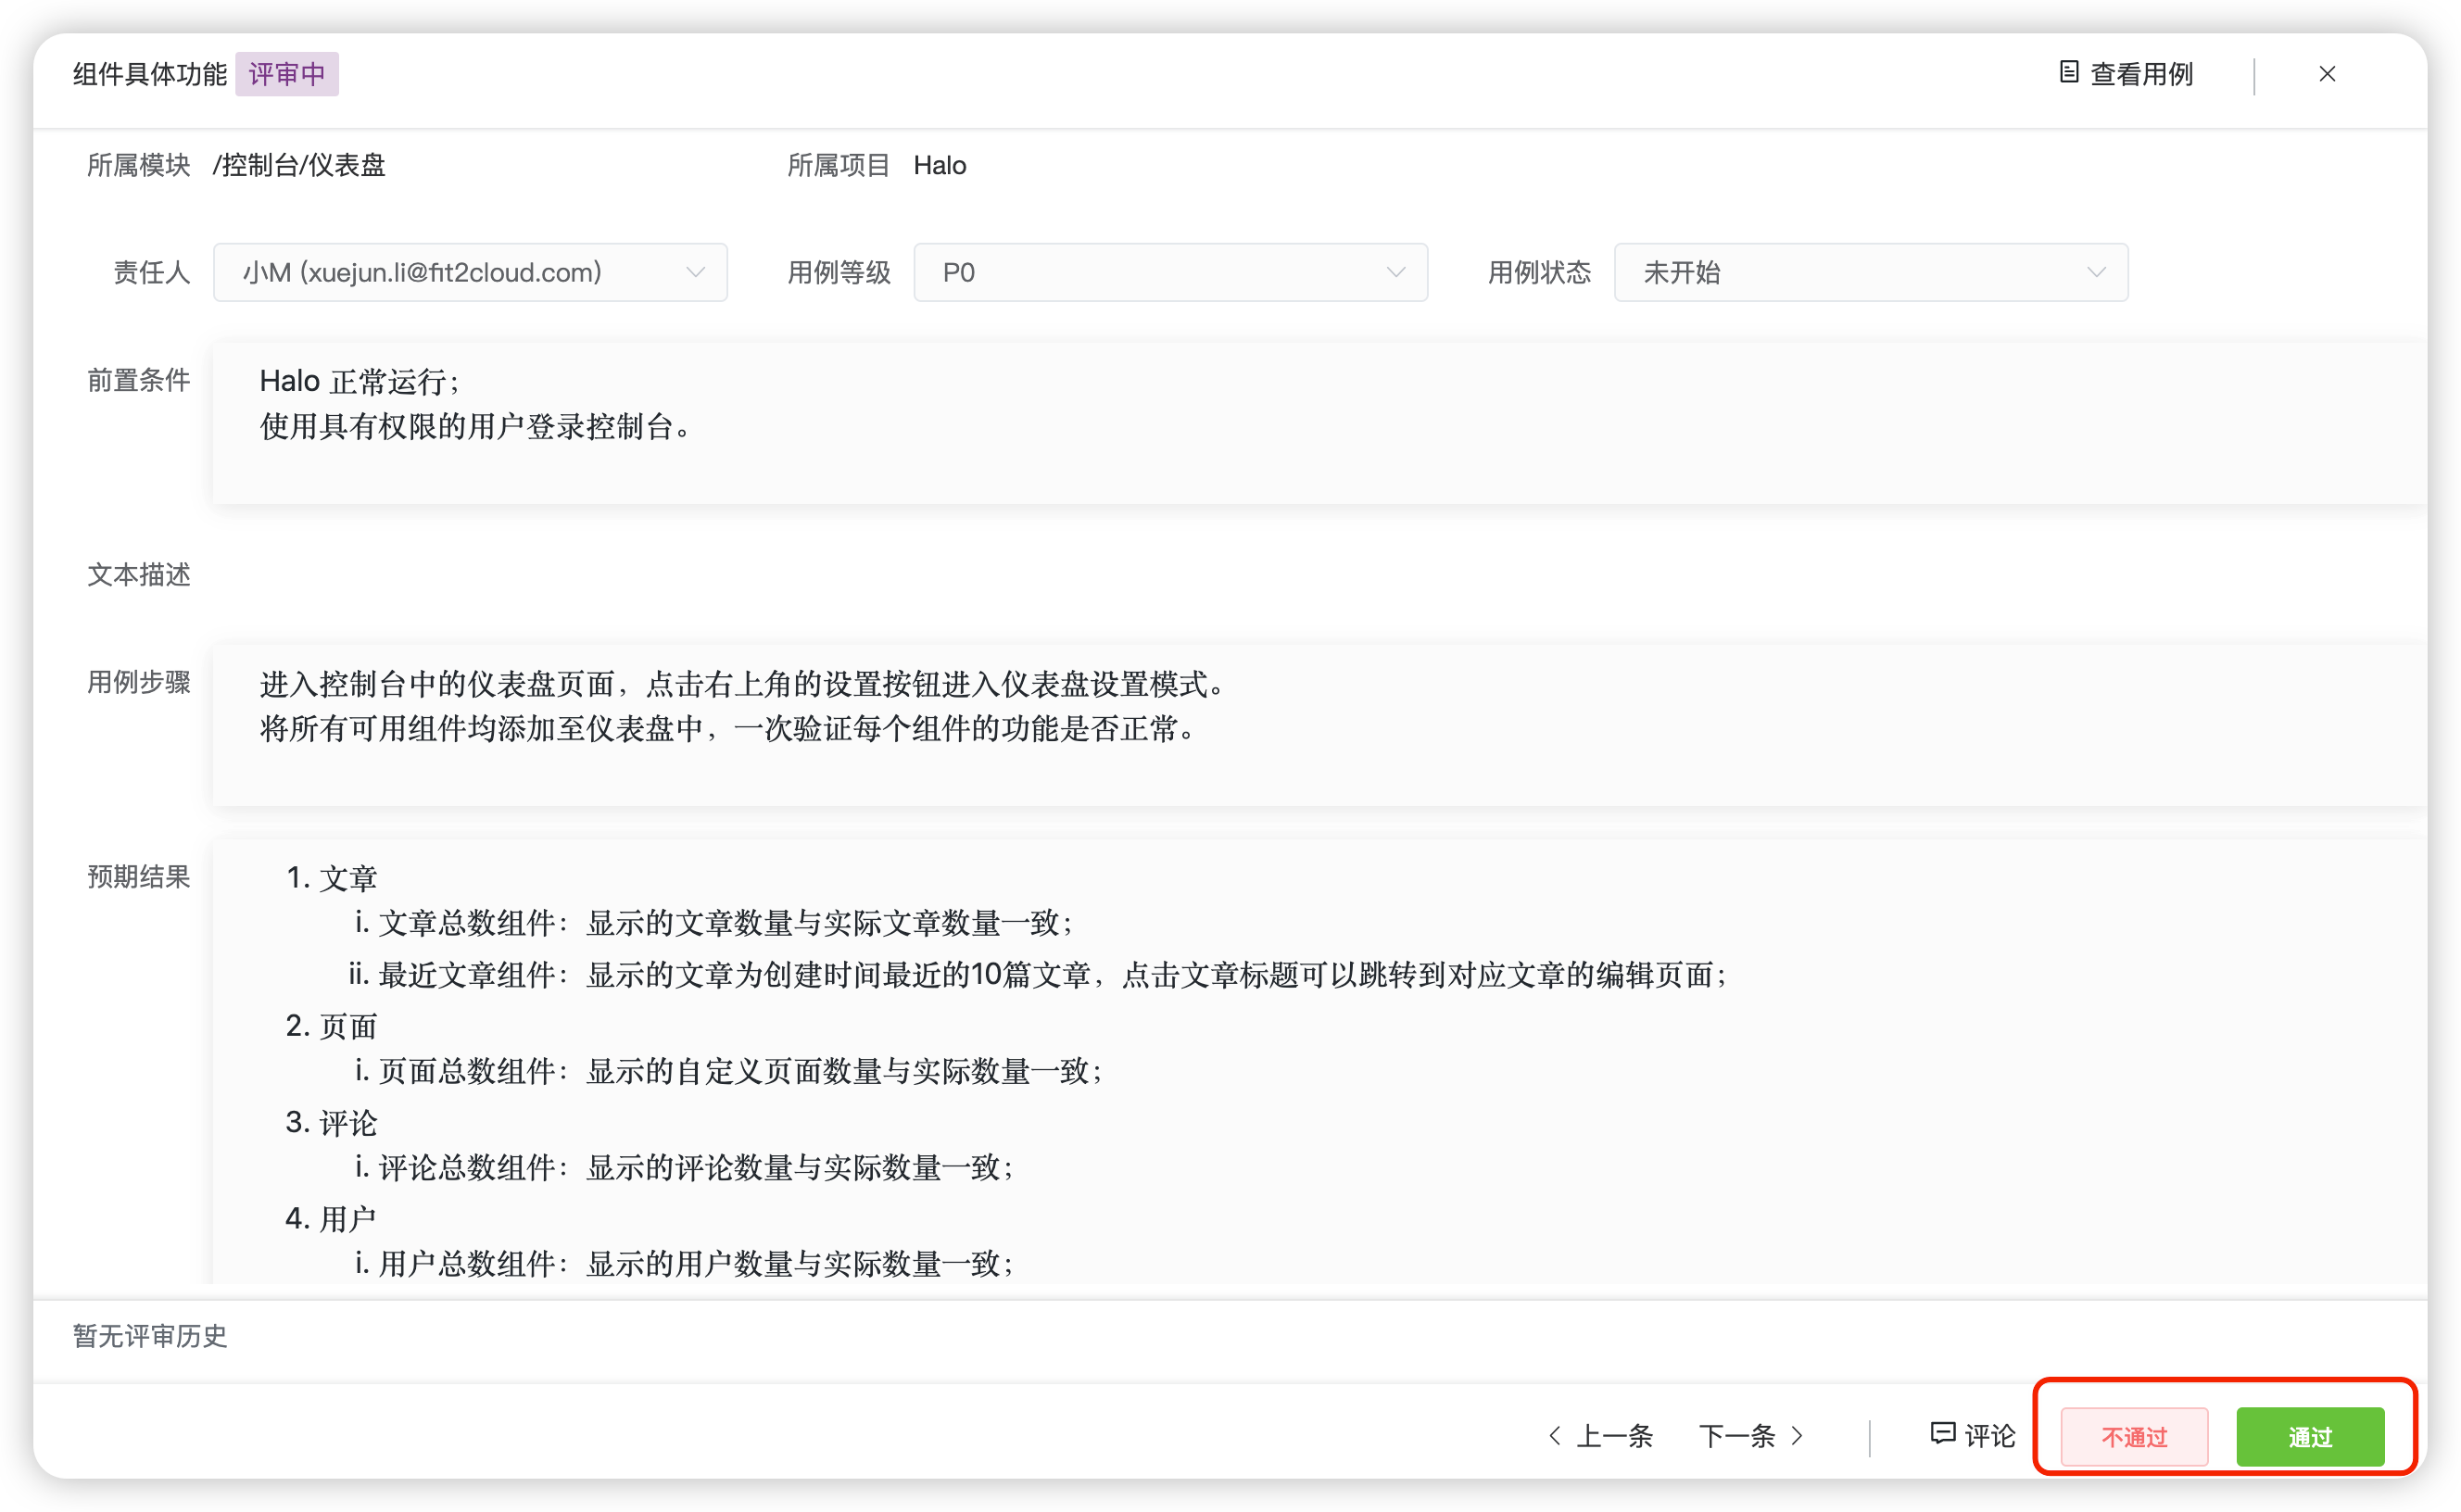 组件具体功能 评审中 查看用例
所属模块 /控制台/仪表盘 所属项目 Halo
责任人 小M (xuejun.li@fit2cloud.com) 用例等级 P0 用例状态 未开始
前置条件 Halo 正常运行；
使用具有权限的用户登录控制台。
文本描述
用例步骤 进入控制台中的仪表盘页面，点击右上角的设置按钮进入仪表盘设置模式。
将所有可用组件均添加至仪表盘中，一次验证每个组件的功能是否正常。
预期结果 1. 文章
i. 文章总数组件：显示的文章数量与实际文章数量一致；
ii. 最近文章组件：显示的文章为创建时间最近的10篇文章，点击文章标题可以跳转到对应文章的编辑页面；
2. 页面
i. 页面总数组件：显示的自定义页面数量与实际数量一致；
3. 评论
i. 评论总数组件：显示的评论数量与实际数量一致；
4. 用户
i. 用户总数组件：显示的用户数量与实际数量一致；
暂无评审历史
上一条 下一条 评论 不通过 通过